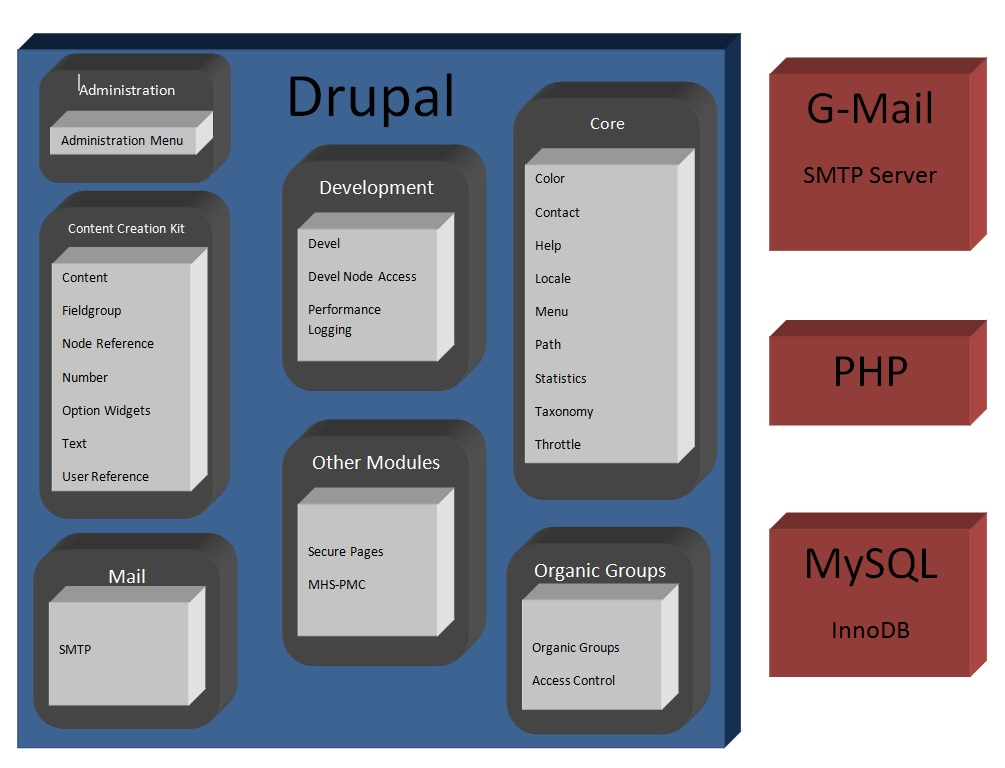 Drupal
Administration
Administration Menu
Content Creation Kit
Content
Fieldgroup
Node Reference
Number
Option Widgets
Text
User Reference
Mail
SMTP
Development
Devel
Devel Node Access
Performance
Logging
Other Modules
Secure Pages
MHS-PMC
Core
Color
Contact
Help
Locale
Menu
Path
Statistics
Taxonomy
Throttle
Organic Groups
Organic Groups
Access Control
G-Mail
SMTP Server
PHP
MySQL
InnoDB